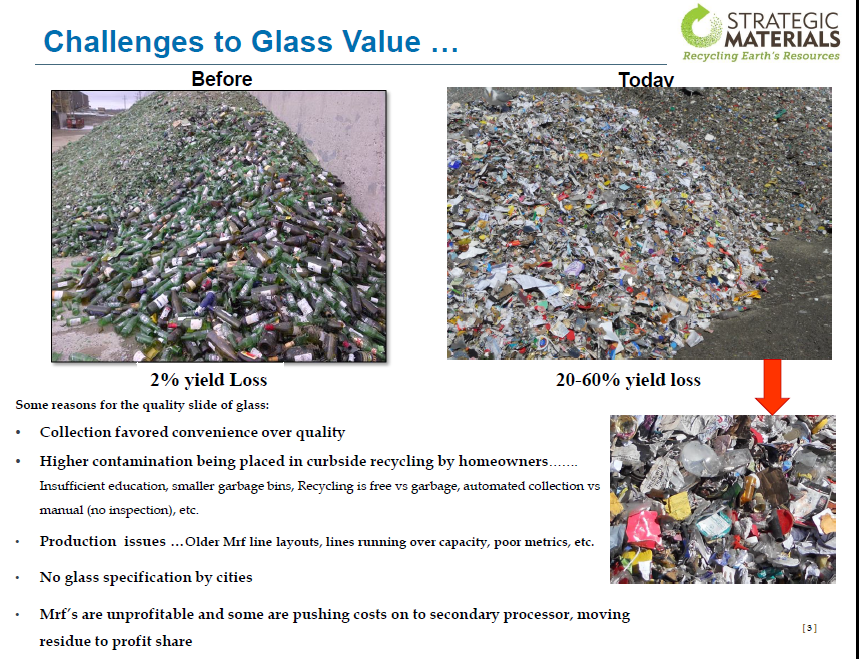 Challenges to Glass Value …
STRATEGIC
MATERIALS
Recycling Earth's Resources
Before
Today
2% yield Loss
20-60% yield loss
Some reasons for the quality slide of glass:
• Collection favored convenience over quality
• Higher contamination being placed in curbside recycling by homeowners…….
Insufficient education, smaller garbage bins, Recycling is free vs garbage, automated collection vs
manual (no inspection), etc.
• Production issues …Older Mrf line layouts, lines running over capacity, poor metrics, etc.
• No glass specification by cities
• Mrf's are unprofitable and some are pushing costs on to secondary processor, moving
residue to profit share
[3]